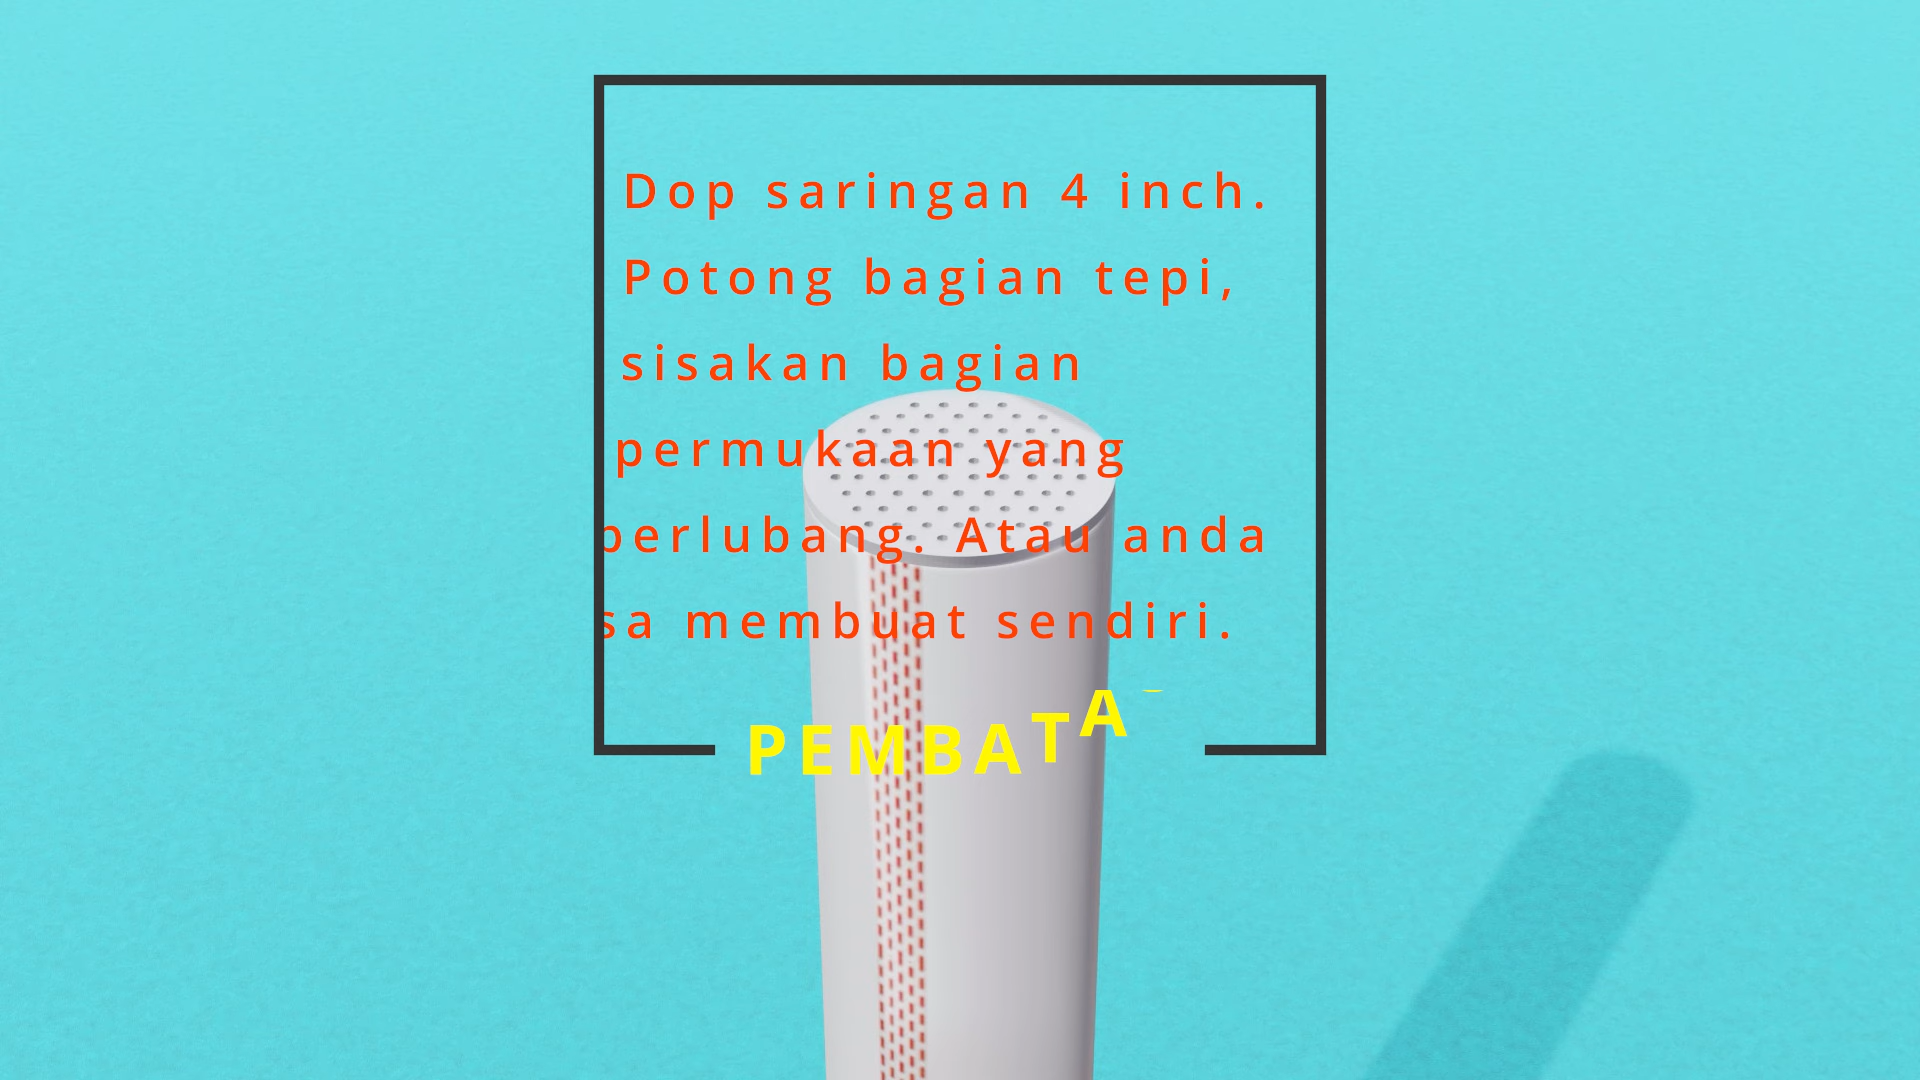 Dop saringan 4 inch.
Potong bagian tepi,
sisakan bagian
permukaan yang
berlubang. Atau anda
sa membuat sendiri.
PEMBATA